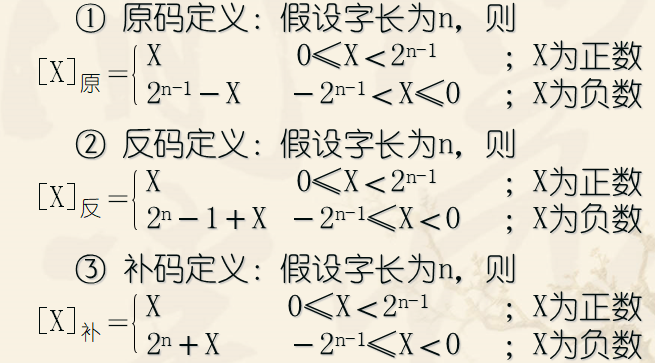 ① 原码定义：假设字长为n，则
[X]原={X 0≤X<2ⁿ⁻¹ ；X为正数
2ⁿ⁻¹-X -2ⁿ⁻¹<X≤0 ；X为负数
② 反码定义：假设字长为n，则
[X]反={X 0≤X<2ⁿ⁻¹ ；X为正数
2ⁿ-1+X -2ⁿ⁻¹≤X<0 ；X为负数
③ 补码定义：假设字长为n，则
[X]补={X 0≤X<2ⁿ⁻¹ ；X为正数
2ⁿ+X -2ⁿ⁻¹≤X<0 ；X为负数